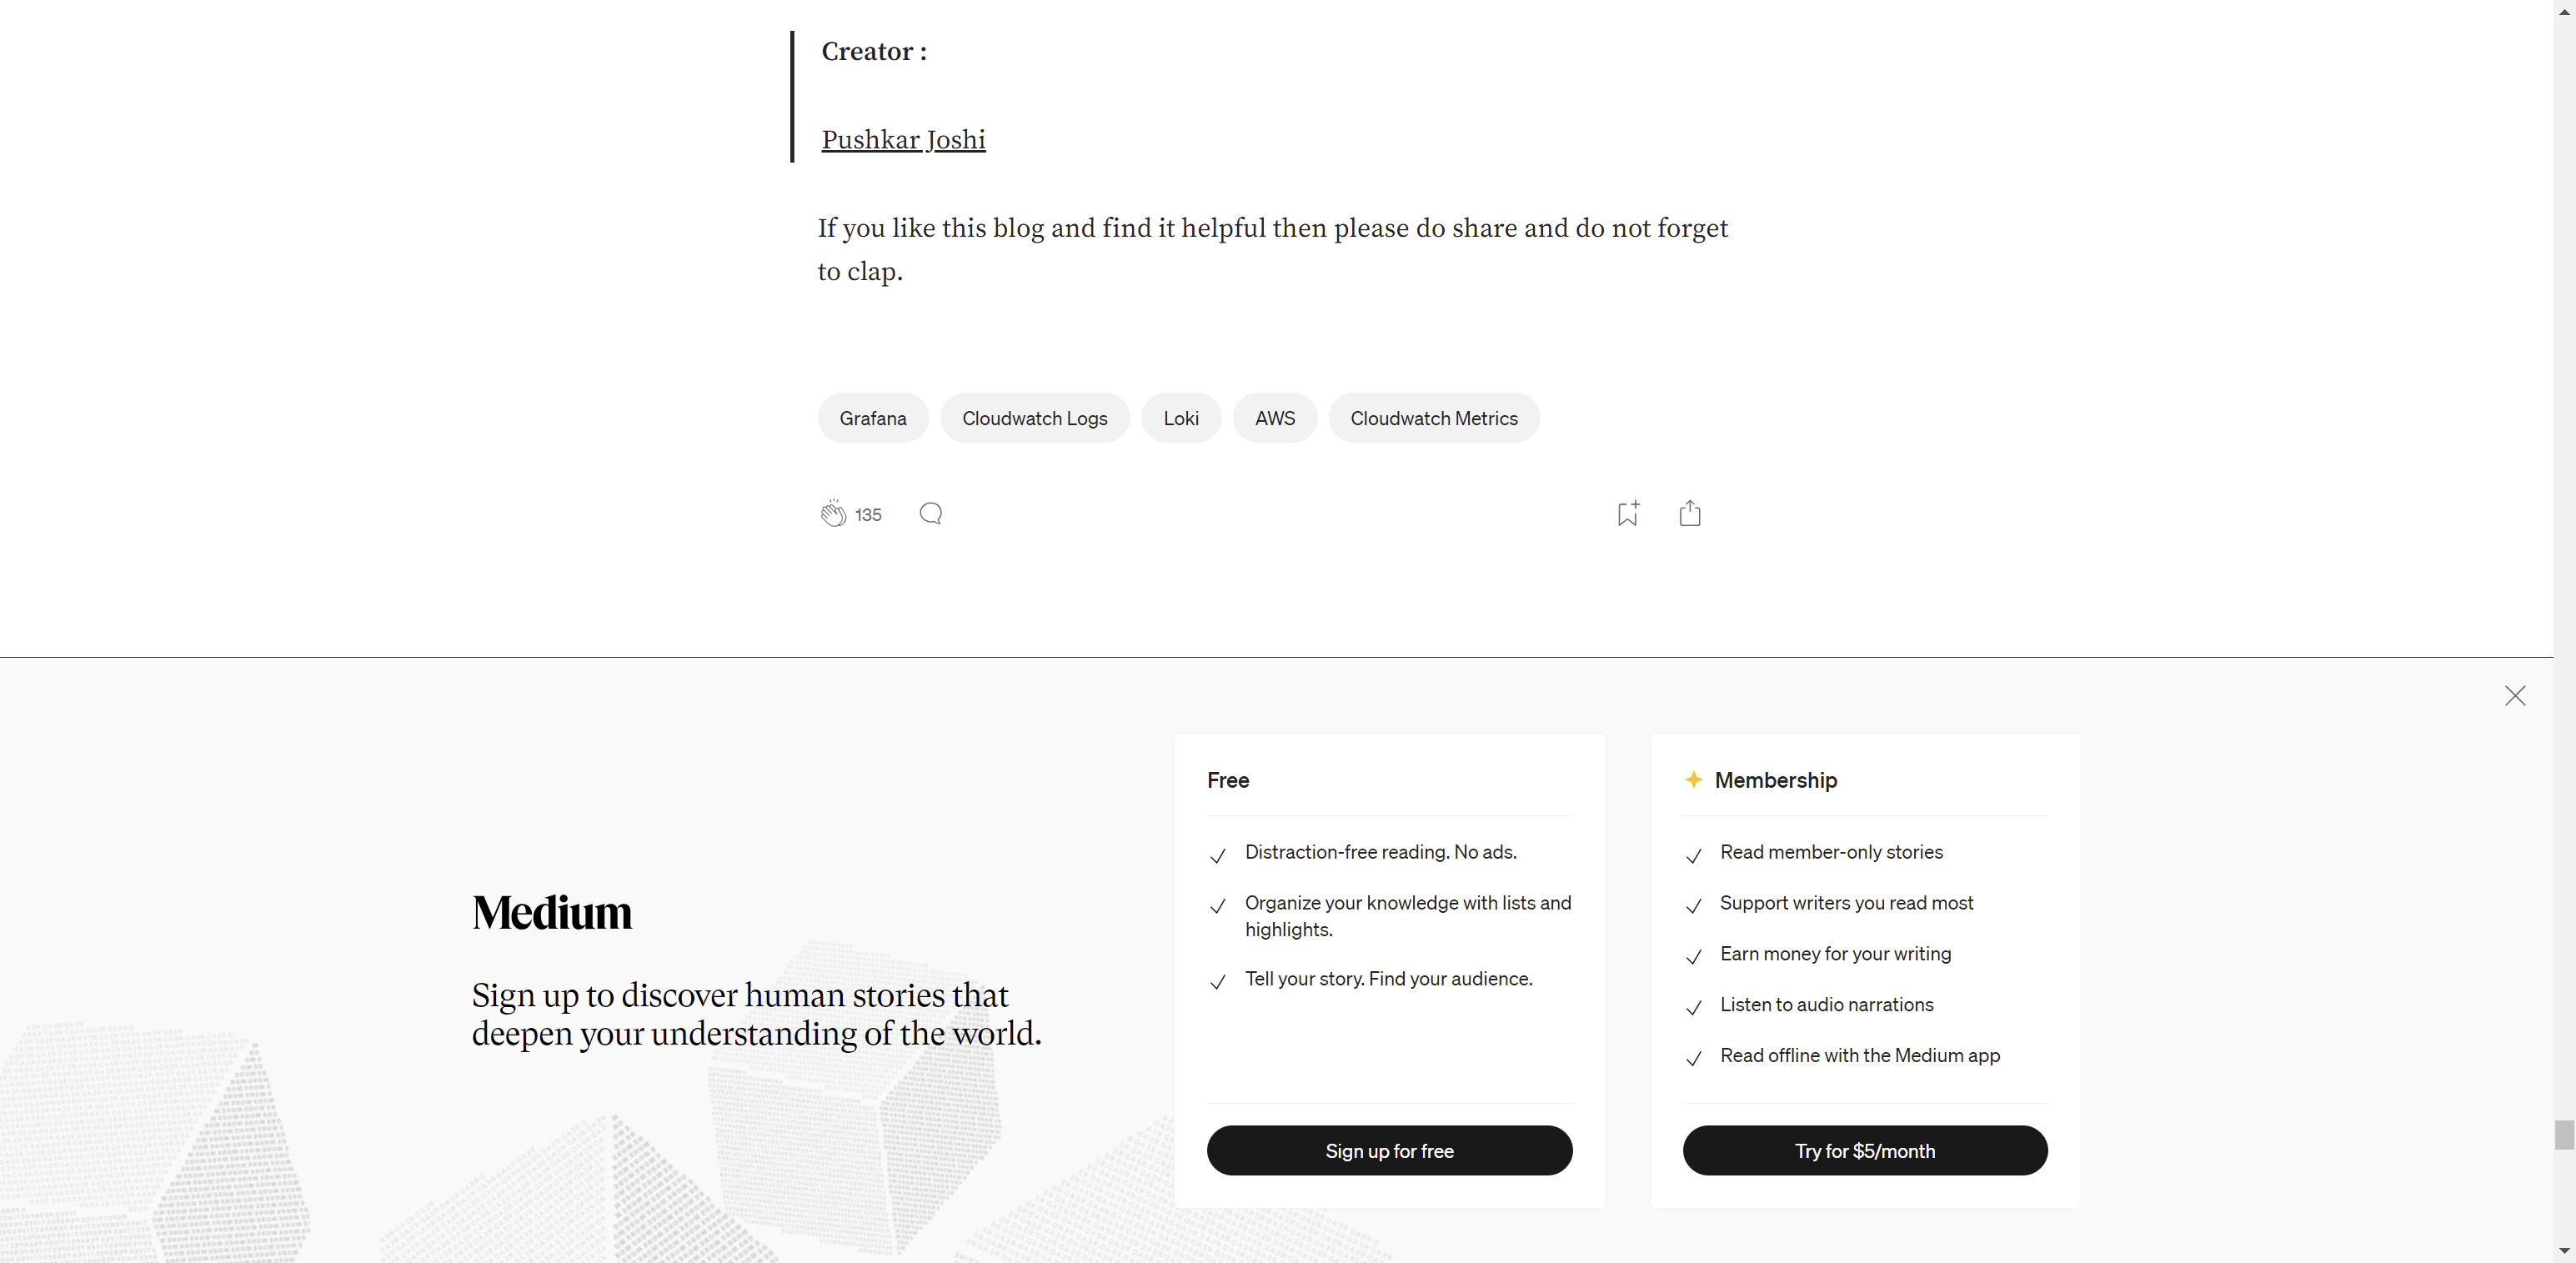 Creator :
Pushkar Joshi
If you like this blog and find it helpful then please do share and do not forget
to clap.
Grafana
Cloudwatch Logs
Loki
AWS
Cloudwatch Metrics
135
Medium
Sign up to discover human stories that
deepen your understanding of the world.
Free
Distraction-free reading. No ads.
Organize your knowledge with lists and
highlights.
Tell your story. Find your audience.
Sign up for free
Membership
Read member-only stories
Support writers you read most
Earn money for your writing
Listen to audio narrations
Read offline with the Medium app
Try for $5/month